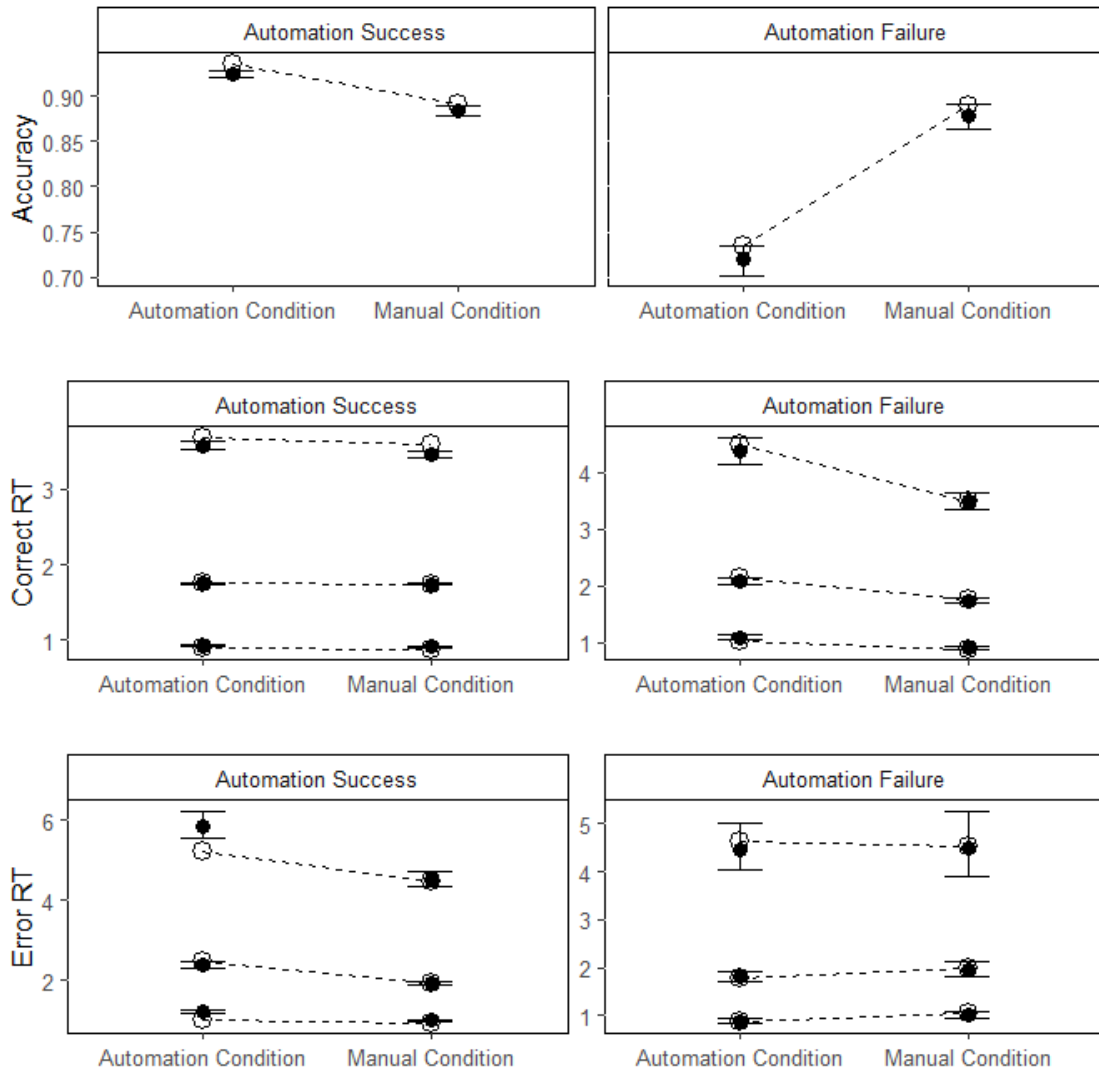 Automation Success
Automation Failure
Accuracy
0.90
0.85
0.80
0.75
0.70
Automation Condition
Manual Condition
Automation Condition
Manual Condition
Automation Success
Automation Failure
Correct RT
3
2
1
4
3
2
1
Automation Condition
Manual Condition
Automation Condition
Manual Condition
Automation Success
Automation Failure
Error RT
6
4
2
5
4
3
2
1
Automation Condition
Manual Condition
Automation Condition
Manual Condition